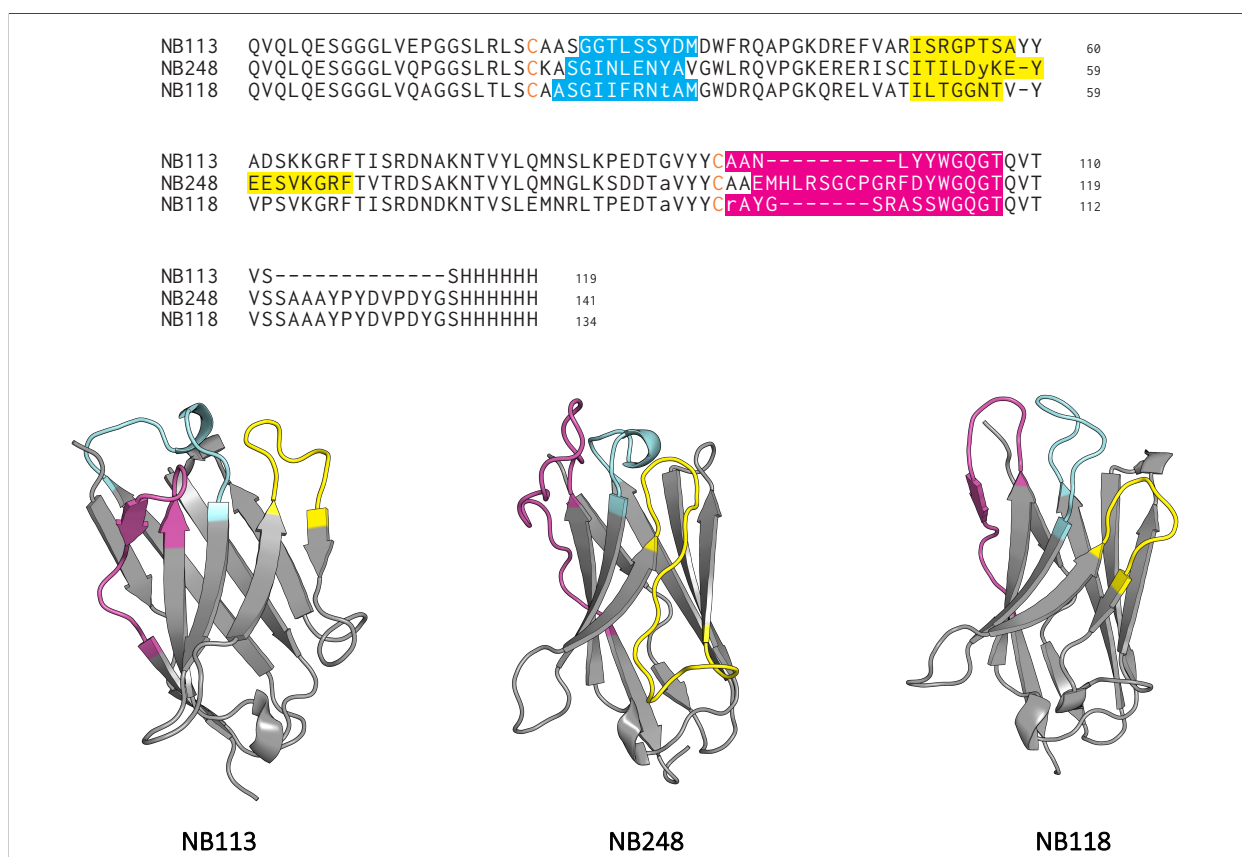 NB113 QVQLQESGGGLVEPGGSLRLSCAASGGTLSSYDMDWFRQAPGKDREFVARISRGPTSAYY 60
NB248 QVQLQESGGGLVQPGGSLRLSCKASGINLENYAVGWLRQVPGKERERISCITILDyKE-Y 59
NB118 QVQLQESGGGLVQAGGSLTLSCAASGIIFRNtAMGWDRQAPGKQRELVATILTGGNTV-Y 59
NB113 ADSKKGRFTISRDNAKNTVYLQMNSLKPEDTGVYYCAAN----------LYYWGQGTQVT 110
NB248 EESVKGRFTVTRDSAKNTVYLQMNGLKSDDTaVYYCAAEMHLRSGCPGRFDYWGQGTQVT 119
NB118 VPSVKGRFTISRDNDKNTVSLEMNRLTPEDTaVYYCrAYG-------SRASSWGQGTQVT 112
NB113 VS-------------SHHHHHH 119
NB248 VSSAAAYPYDVPDYGSHHHHHH 141
NB118 VSSAAAYPYDVPDYGSHHHHHH 134
NB113 NB248 NB118